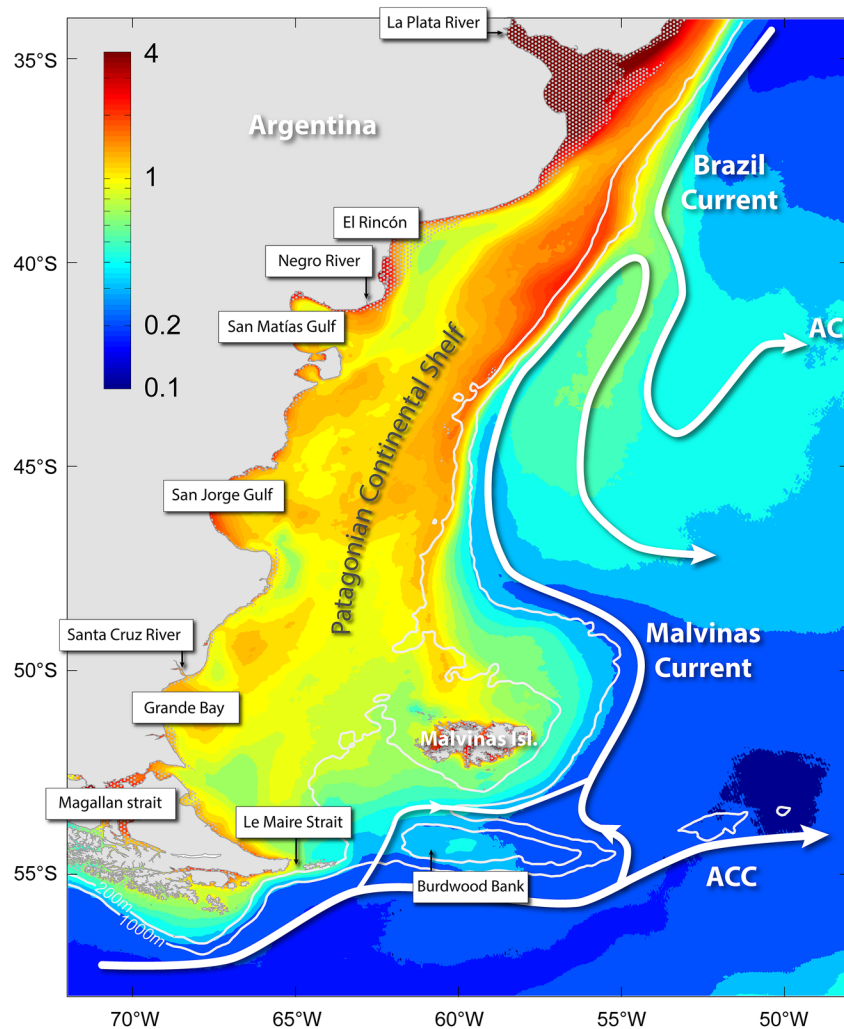 La Plata River
35°S
4
Argentina
1
Brazil
Current
El Rincón
Negro River
40°S
San Matías Gulf
0.2
AC
0.1
Patagonian Continental Shelf
45°S
San Jorge Gulf
Santa Cruz River
Malvinas
Current
50°S
Grande Bay
Malvinas Isl.
Magallan strait
Le Maire Strait
55°S
Burdwood Bank
ACC
200m
1000m
70°W
65°W
60°W
55°W
50°W